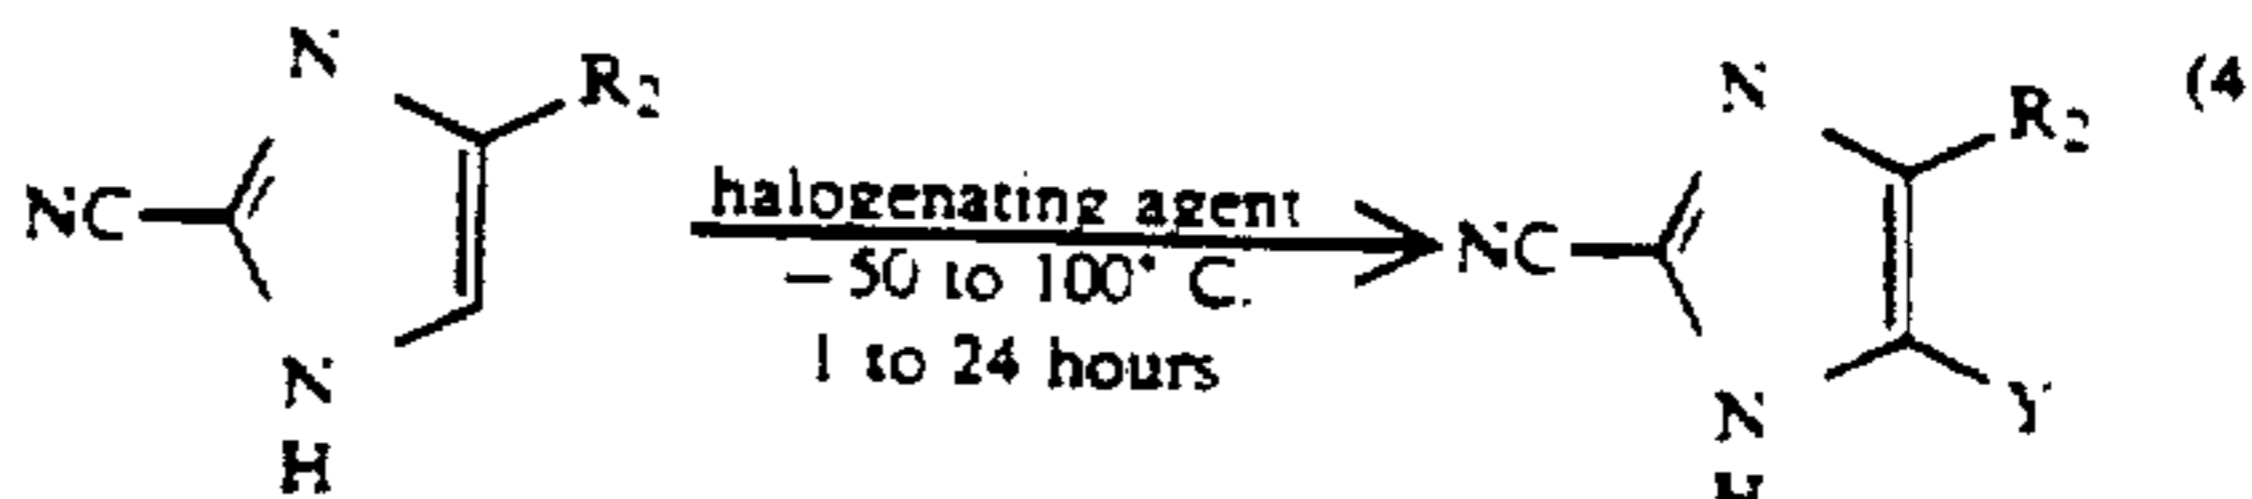 N
R2
NC
N
H
halogenating agent
-50 to 100° C.
1 to 24 hours
N
R2
(4
NC
N
H
Y